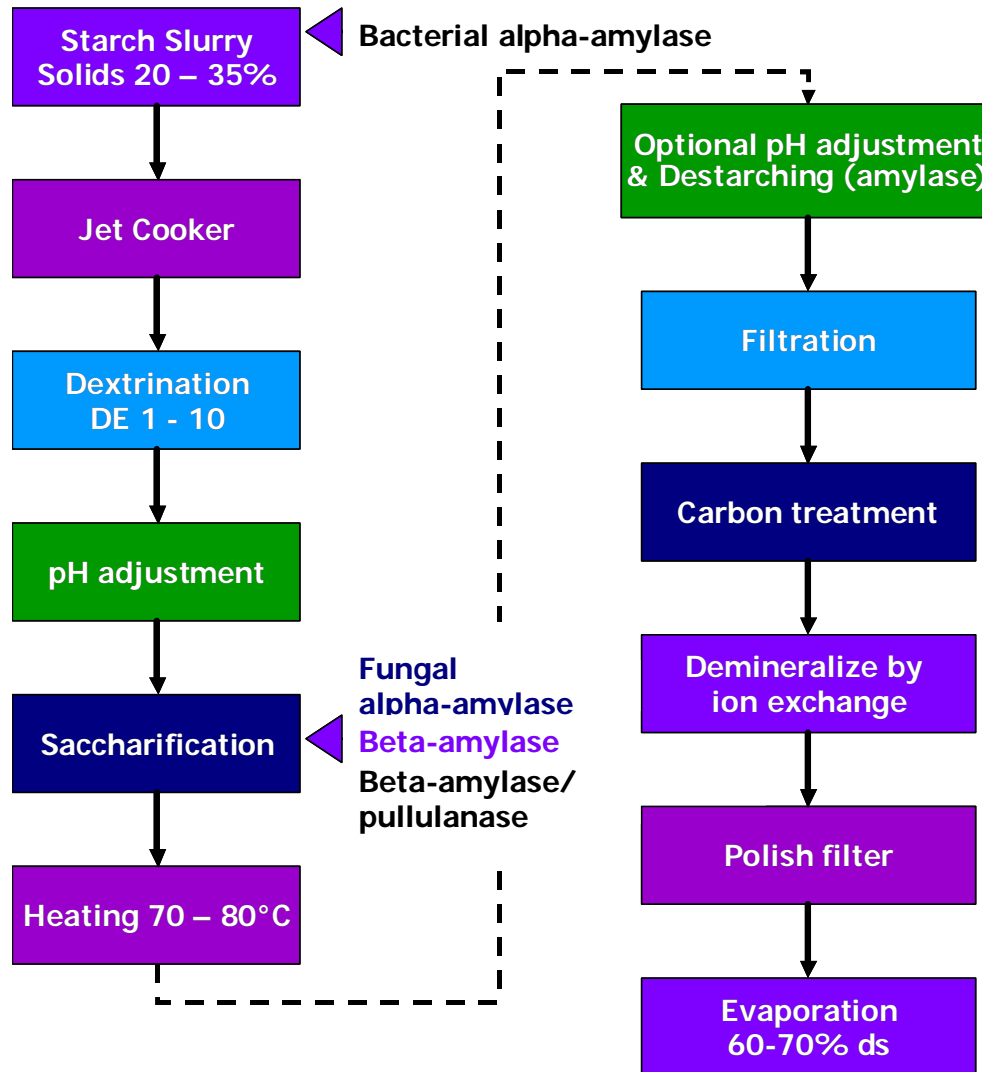 Starch Slurry
Solids 20 – 35%
Bacterial alpha-amylase
Jet Cooker
Dextrination
DE 1 - 10
pH adjustment
Saccharification
Fungal
alpha-amylase
Beta-amylase
Beta-amylase/
pullulanase
Heating 70 – 80°C
Optional pH adjustment
& Destarching (amylase)
Filtration
Carbon treatment
Demineralize by
ion exchange
Polish filter
Evaporation
60-70% ds